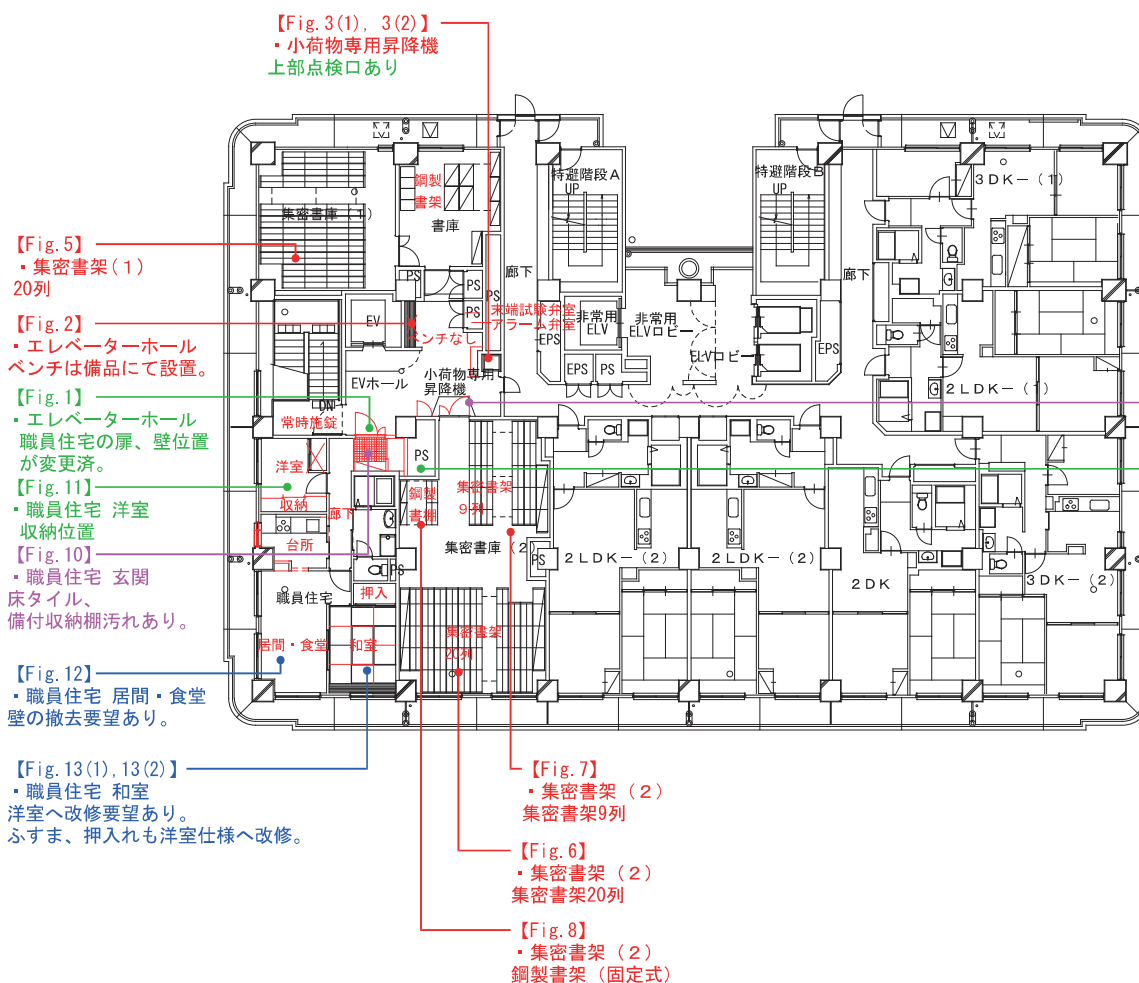 【Fig.3(1), 3(2)】
・小荷物専用昇降機
上部点検口あり
【Fig.5】
・集密書架(1)
20列
【Fig.2】
・エレベーターホール
ベンチは備品にて設置。
【Fig.1】
・エレベーターホール
職員住宅の扉、壁位置
が変更済。
【Fig.11】
・職員住宅 洋室
収納位置
【Fig.10】
・職員住宅 玄関
床タイル、
備付収納棚汚れあり。
【Fig.12】
・職員住宅 居間・食堂
壁の撤去要望あり。
【Fig.13(1),13(2)】
・職員住宅 和室
洋室へ改修要望あり。
ふすま、押入れも洋室仕様へ改修。
集密書庫(1)
鋼製
書架
書庫
特避階段A
UP
特避階段B
UP
3DK-(1)
廊下
廊下
PS
PS
PS
PS
EV
末端試験弁室
アラーム弁室
ベンチなし
EPS
非常用
ELV
非常用
ELVロビー
ELVロビー
EPS
EPS
PS
EVホール
小荷物専用
昇降機
2LDK-(1)
DN
常時施錠
PS
洋室
収納
廊下
台所
鋼製
書棚
集密書架
9列
集密書庫(2)
PS
PS
押入
職員住宅
居間・食堂
和室
集密書架
20列
2LDK-(2)
2LDK-(2)
2DK
3DK-(2)
【Fig.7】
・集密書架(2)
集密書架9列
【Fig.6】
・集密書架(2)
集密書架20列
【Fig.8】
・集密書架(2)
鋼製書架(固定式)